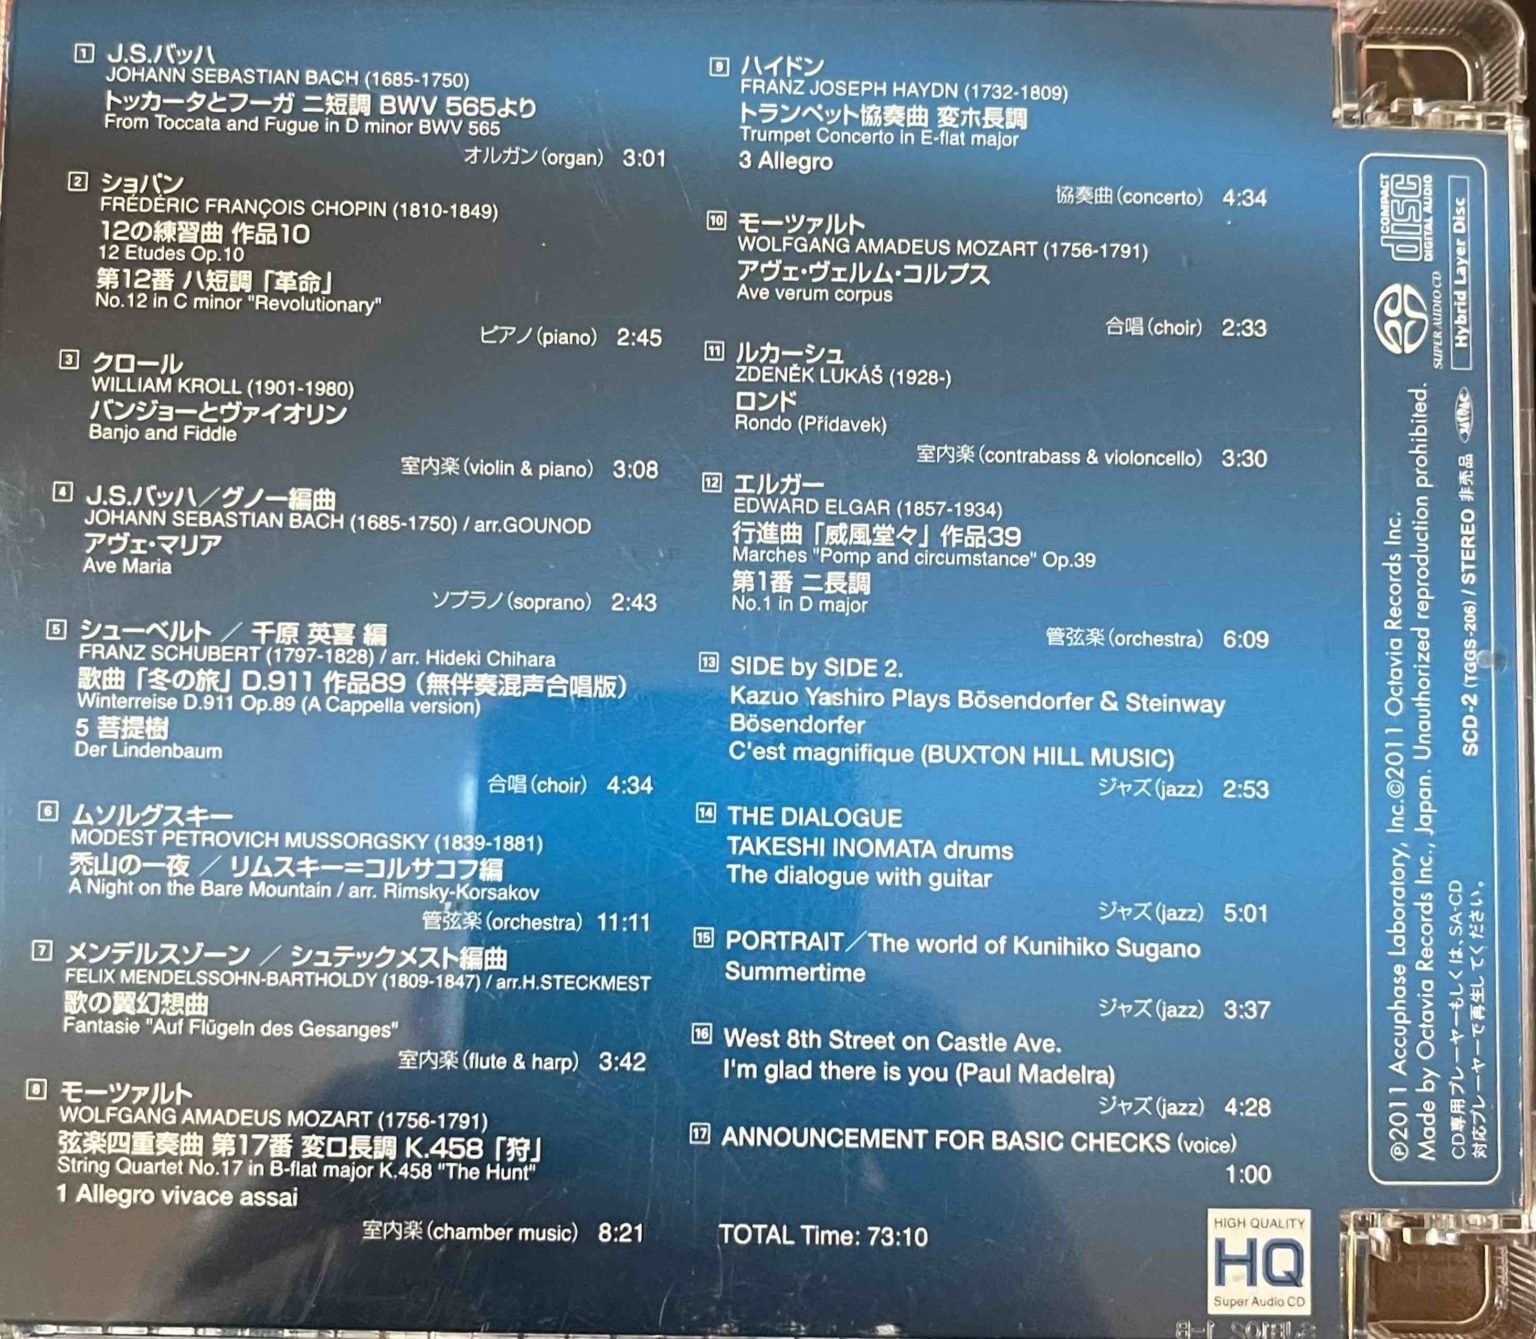 1 J.S.バッハ
JOHANN SEBASTIAN BACH (1685-1750)
トッカータとフーガ ニ短調 BWV 565より
From Toccata and Fugue in D minor BWV 565
オルガン(organ) 3:01
2 ショパン
FRÉDÉRIC FRANÇOIS CHOPIN (1810-1849)
12の練習曲 作品10
12 Etudes Op.10
第12番 ハ短調「革命」
No.12 in C minor "Revolutionary"
ピアノ(piano) 2:45
3 クロール
WILLIAM KROLL (1901-1980)
バンジョーとヴァイオリン
Banjo and Fiddle
室内楽(violin & piano) 3:08
4 J.S.バッハ／グノー編曲
JOHANN SEBASTIAN BACH (1685-1750) / arr.GOUNOD
アヴェ・マリア
Ave Maria
ソプラノ(soprano) 2:43
5 シューベルト ／ 千原 英喜 編
FRANZ SCHUBERT (1797-1828) / arr. Hideki Chihara
歌曲「冬の旅」D.911 作品89（無伴奏混声合唱版）
Winterreise D.911 Op.89 (A Cappella version)
5 菩提樹
Der Lindenbaum
合唱(choir) 4:34
6 ムソルグスキー
MODEST PETROVICH MUSSORGSKY (1839-1881)
禿山の一夜 ／ リムスキー=コルサコフ編
A Night on the Bare Mountain / arr. Rimsky-Korsakov
管弦楽(orchestra) 11:11
7 メンデルスゾーン ／ シュテックメスト編曲
FELIX MENDELSSOHN-BARTHOLDY (1809-1847) / arr.H.STECKMEST
歌の翼幻想曲
Fantasie "Auf Flügeln des Gesanges"
室内楽(flute & harp) 3:42
8 モーツァルト
WOLFGANG AMADEUS MOZART (1756-1791)
弦楽四重奏曲 第17番 変ロ長調 K.458「狩」
String Quartet No.17 in B-flat major K.458 "The Hunt"
1 Allegro vivace assai
室内楽(chamber music) 8:21
9 ハイドン
FRANZ JOSEPH HAYDN (1732-1809)
トランペット協奏曲 変ホ長調
Trumpet Concerto in E-flat major
3 Allegro
協奏曲(concerto) 4:34
10 モーツァルト
WOLFGANG AMADEUS MOZART (1756-1791)
アヴェ・ヴェルム・コルプス
Ave verum corpus
合唱(choir) 2:33
11 ルカーシュ
ZDENĚK LUKÁŠ (1928-)
ロンド
Rondo (Přídavek)
室内楽(contrabass & violoncello) 3:30
12 エルガー
EDWARD ELGAR (1857-1934)
行進曲「威風堂々」作品39
Marches "Pomp and circumstance" Op.39
第1番 ニ長調
No.1 in D major
管弦楽(orchestra) 6:09
13 SIDE by SIDE 2.
Kazuo Yashiro Plays Bösendorfer & Steinway
Bösendorfer
C'est magnifique (BUXTON HILL MUSIC)
ジャズ(jazz) 2:53
14 THE DIALOGUE
TAKESHI INOMATA drums
The dialogue with guitar
ジャズ(jazz) 5:01
15 PORTRAIT／The world of Kunihiko Sugano
Summertime
ジャズ(jazz) 3:37
16 West 8th Street on Castle Ave.
I'm glad there is you (Paul Madelra)
ジャズ(jazz) 4:28
17 ANNOUNCEMENT FOR BASIC CHECKS (voice)
1:00
TOTAL Time: 73:10
COMPACT
disc
DIGITAL AUDIO
SUPER AUDIO CD
Hybrid Layer Disc
℗2011 Accuphase Laboratory, Inc.©2011 Octavia Records Inc.
Made by Octavia Records Inc., Japan. Unauthorized reproduction prohibited.
SCD-2 (TGGS-206) / STEREO 非売品
CD専用プレーヤーもしくは、SA-CD
対応プレーヤーで再生してください。
HIGH QUALITY
HQ
Super Audio CD